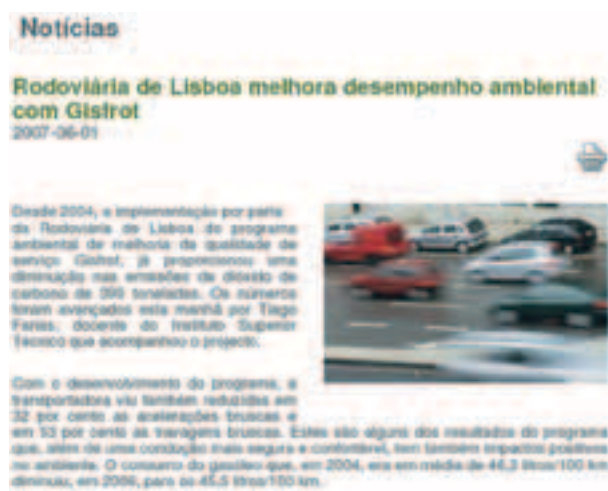 Notícias
Rodoviária de Lisboa melhora desempenho ambiental
com Gistrot
2007-06-01
Desde 2004, a implementação por parte
da Rodoviária de Lisboa do programa
ambiental de melhoria da qualidade de
serviço Gistrot, já proporcionou uma
diminuição nas emissões de dióxido de
carbono de 399 toneladas. Os números
foram avançados esta manhã por Tiago
Farias, docente do Instituto Superior
Técnico que acompanhou o projecto.
Com o desenvolvimento do programa, a
transportadora viu também reduzidas em
32 por cento as acelerações bruscas e
em 53 por cento as travagens bruscas. Estes são alguns dos resultados do programa
que, além de uma condução mais segura e confortável, tem também impactos positivos
no ambiente. O consumo do gasóleo que, em 2004, era em média de 46,3 litros/100 km
diminuiu, em 2006, para os 45,5 litros/100 km.